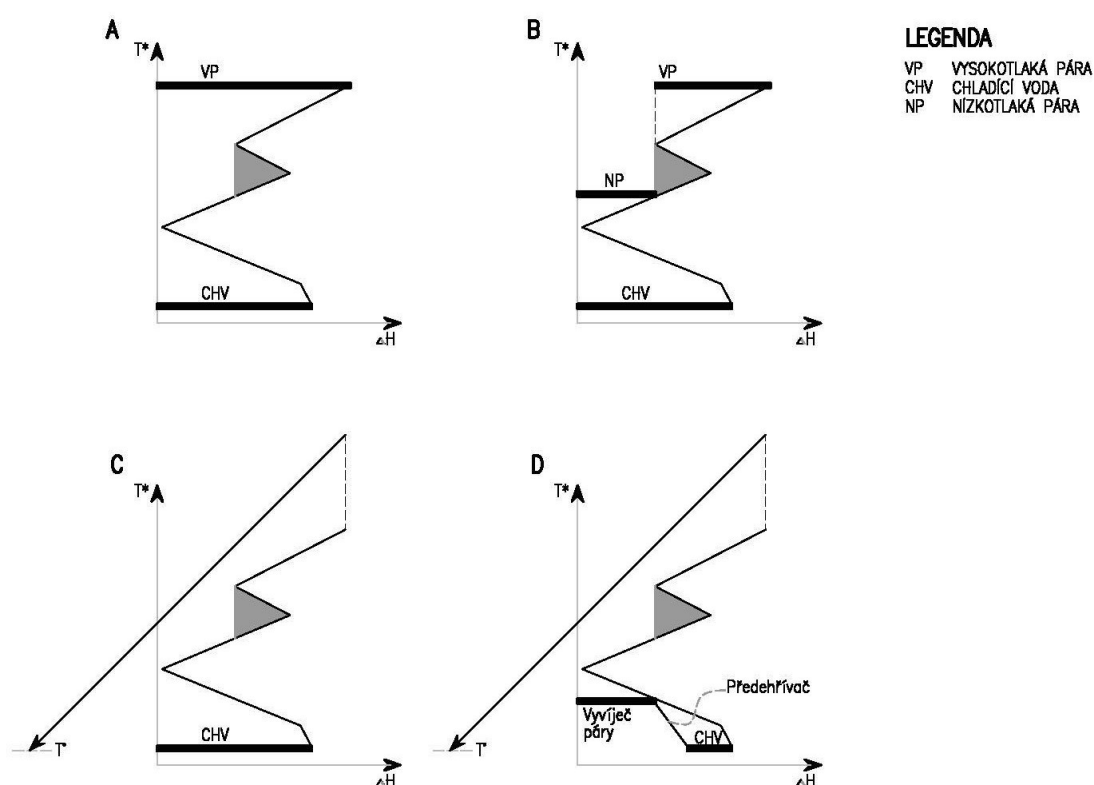 A
T*
VP
CHV
ΔH
B
T*
VP
NP
CHV
ΔH
LEGENDA
VP VYSOKOTLAKÁ PÁRA
CHV CHLADÍCÍ VODA
NP NÍZKOTLAKÁ PÁRA
C
T*
CHV
T*
ΔH
D
T*
Předehřívač
Vyvíječ
páry
CHV
T*
ΔH